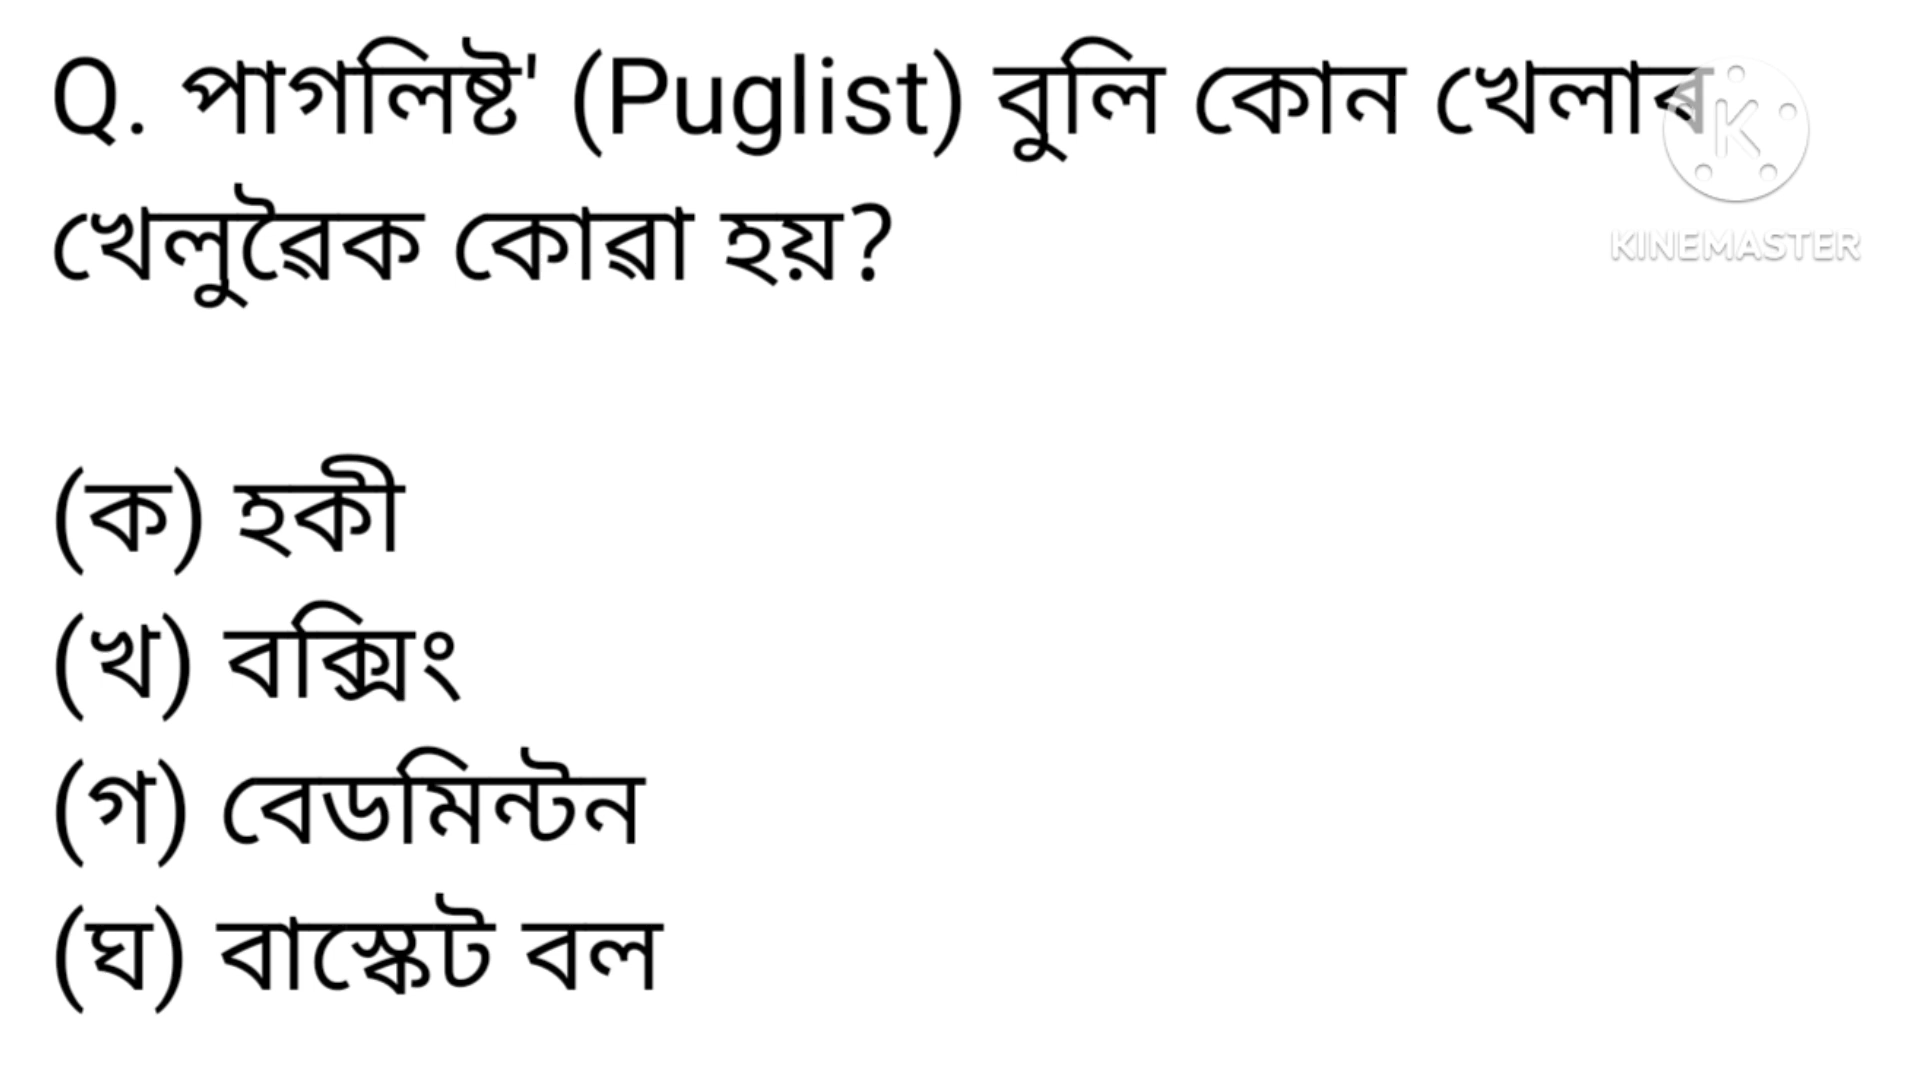 Q. পাগলিষ্ট' (Puglist) বুলি কোন খেলাৰ
খেলুৱৈক কোৱা হয়?
(ক) হকী
(খ) বক্সিং
(গ) বেডমিন্টন
(ঘ) বাস্কেট বল
K
KINEMASTER